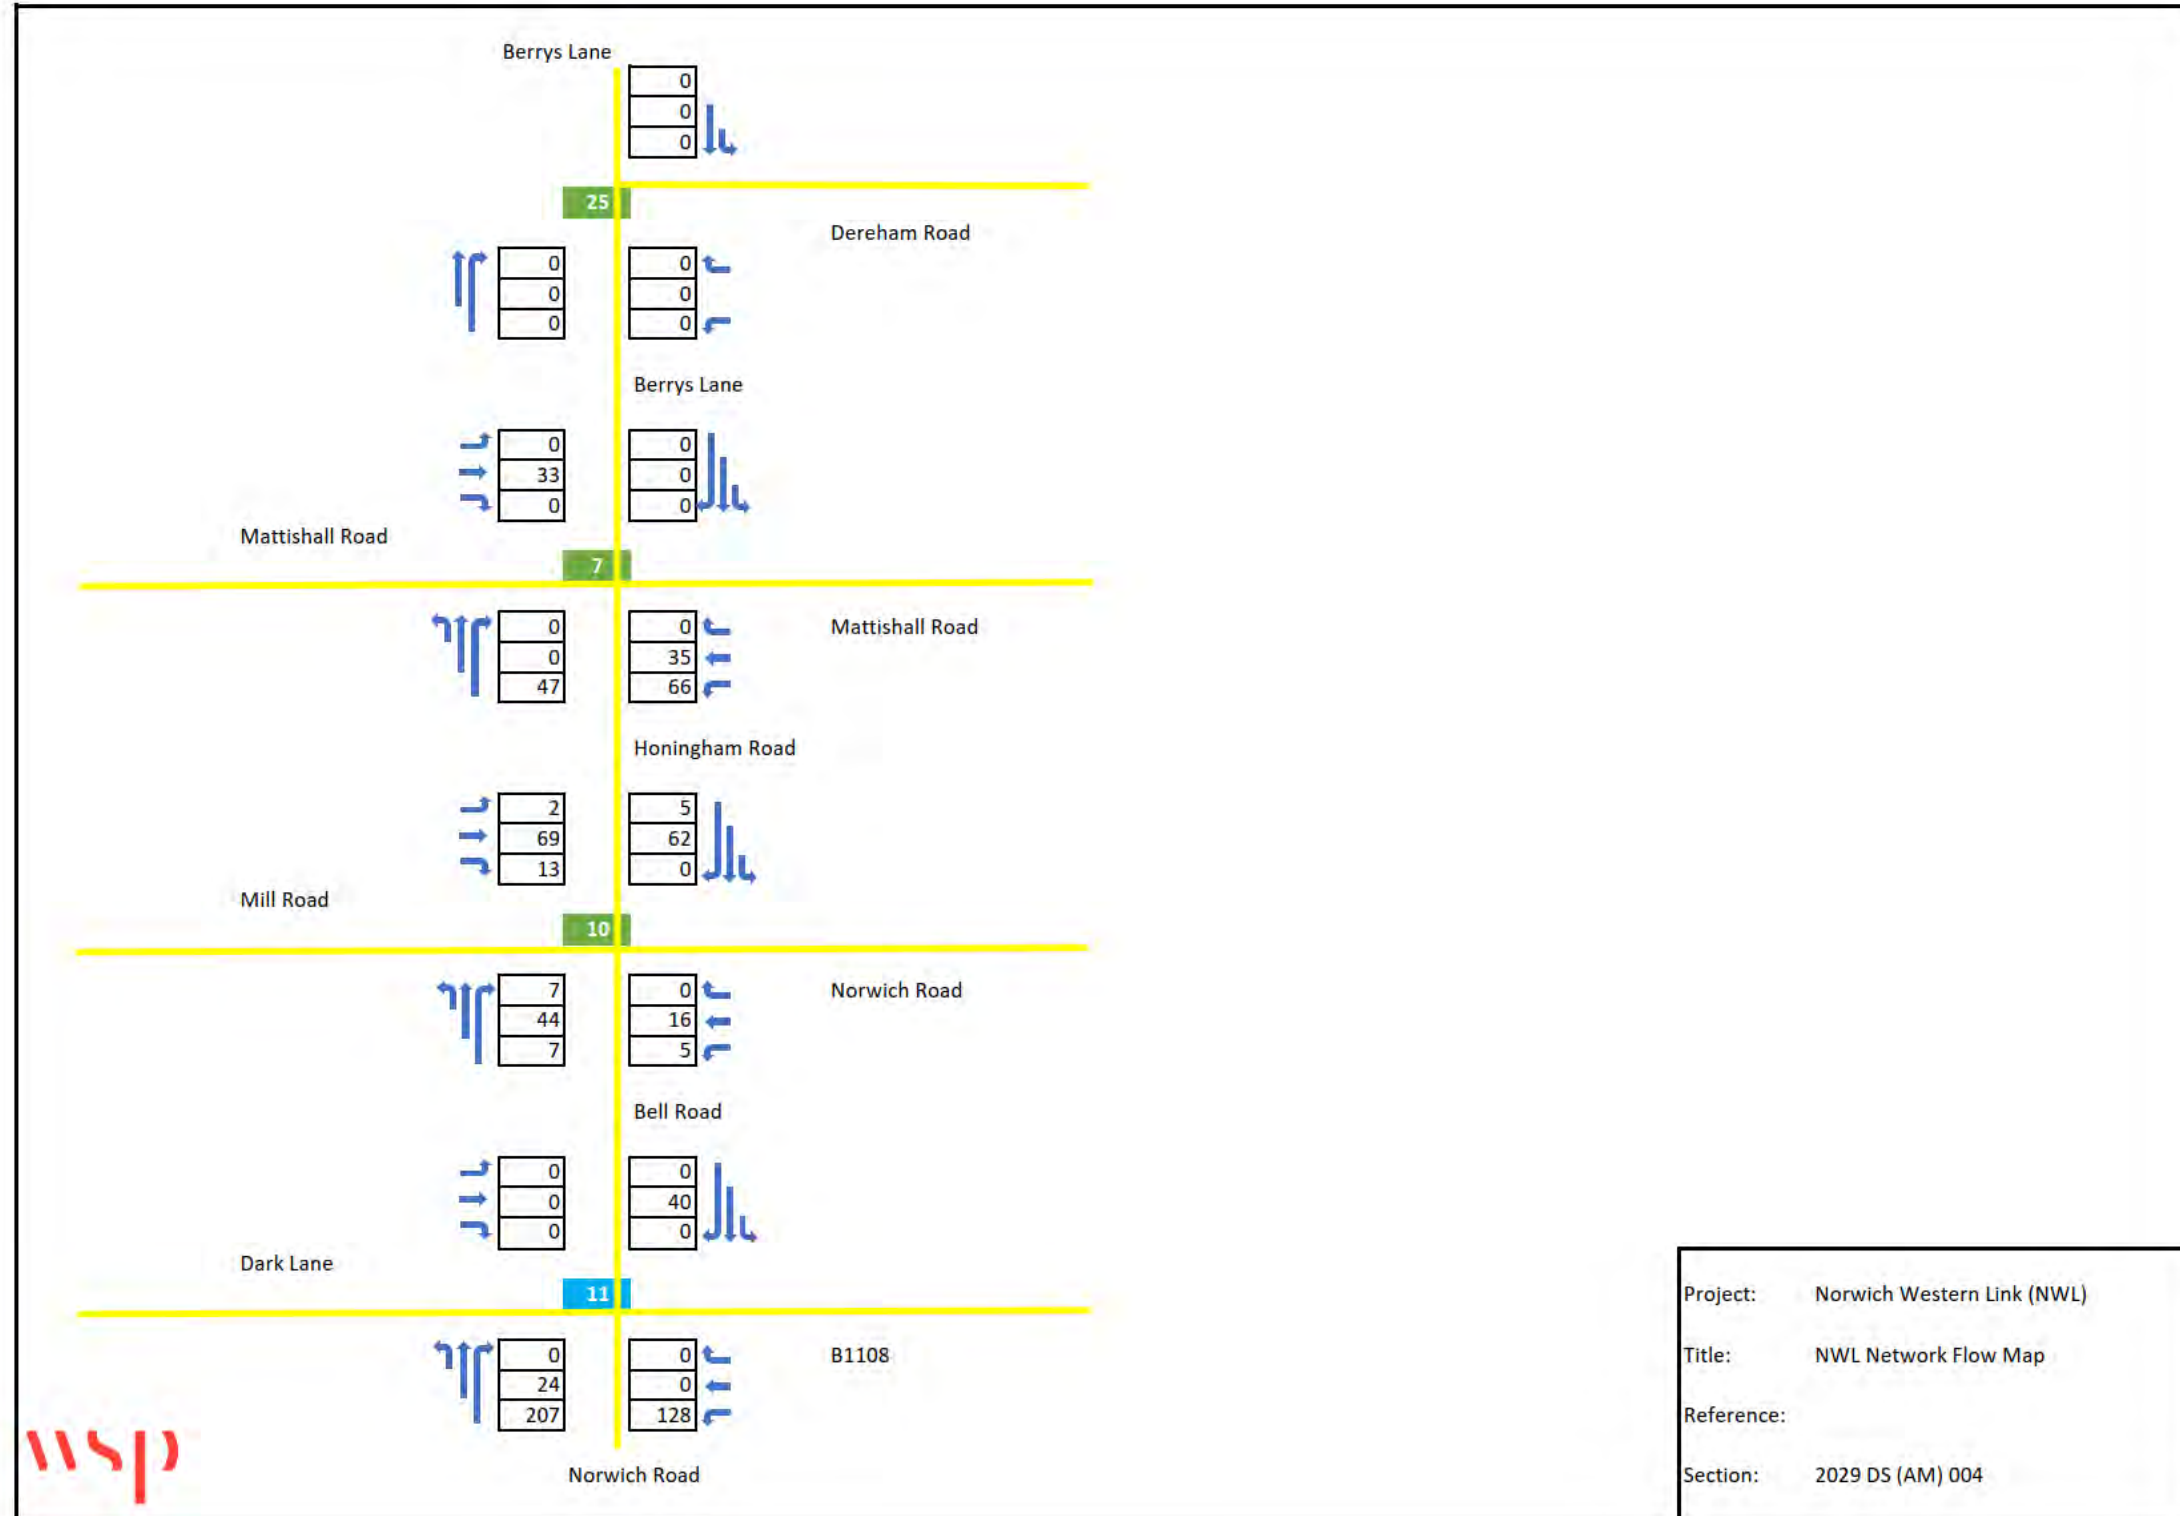 Berrys Lane
0
0
0
25
Dereham Road
0 0
0 0
0 0
Berrys Lane
0 0
33 0
0 0
Mattishall Road
7
0 0 Mattishall Road
0 35
47 66
Honingham Road
2 5
69 62
13 0
Mill Road
10
7 0 Norwich Road
44 16
7 5
Bell Road
0 0
0 40
0 0
Dark Lane
11
0 0 B1108
24 0
207 128
Norwich Road
wsp
Project: Norwich Western Link (NWL)
Title: NWL Network Flow Map
Reference:
Section: 2029 DS (AM) 004